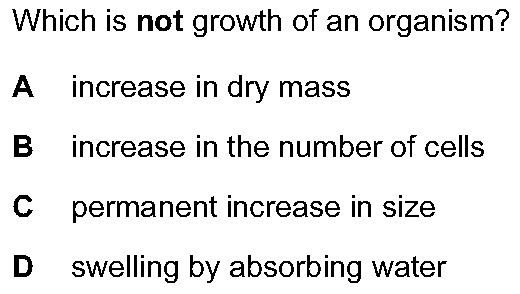 Which is not growth of an organism?
A increase in dry mass
B increase in the number of cells
C permanent increase in size
D swelling by absorbing water